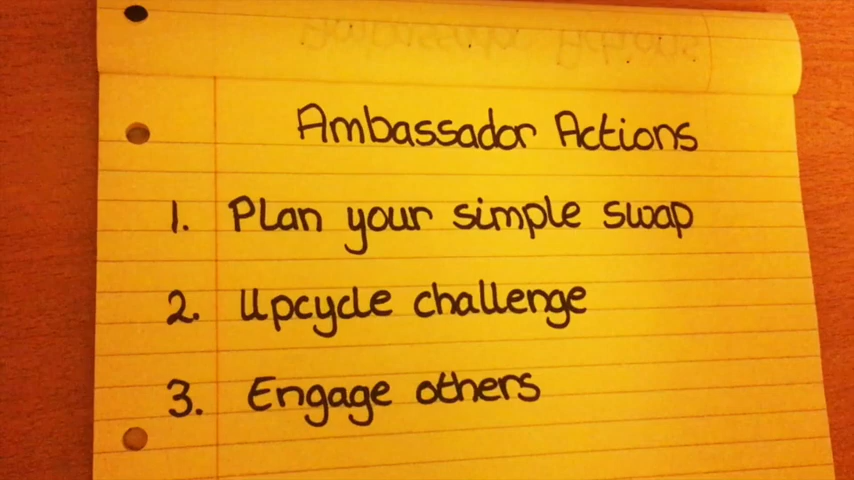 Ambassador Actions
1. Plan your simple swap
2. Upcycle challenge
3. Engage others